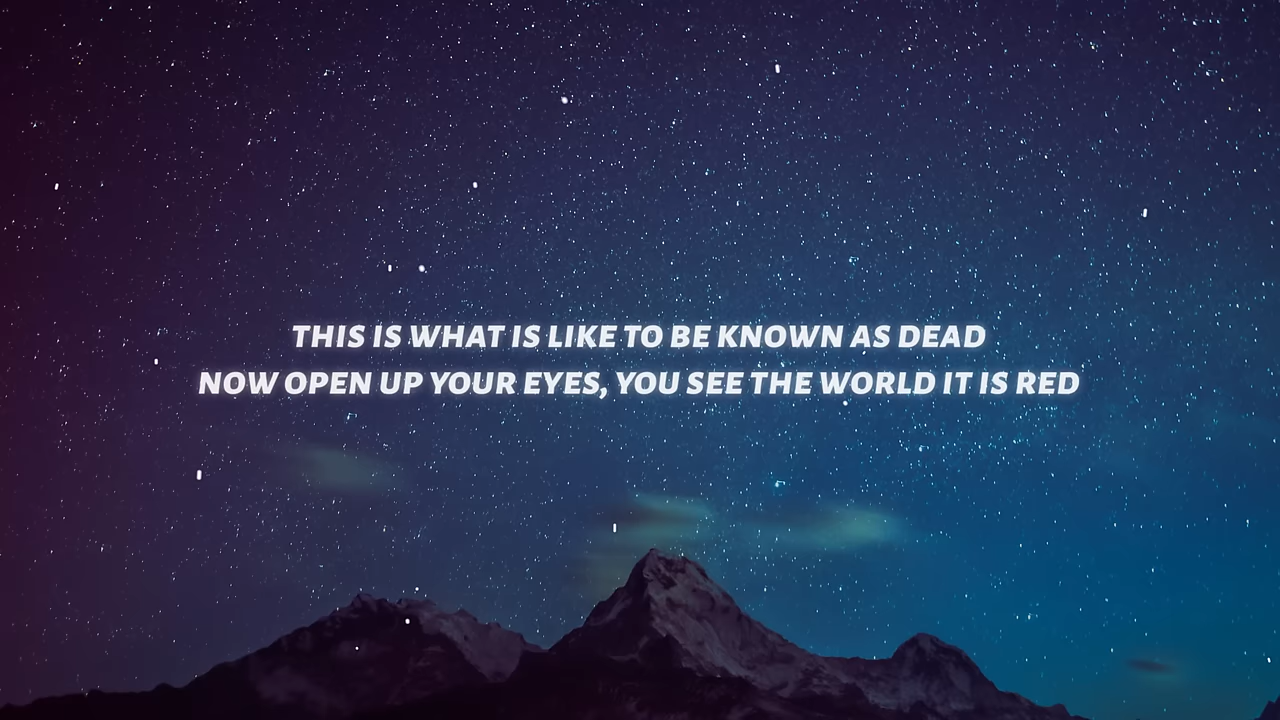 THIS IS WHAT IS LIKE TO BE KNOWN AS DEAD
NOW OPEN UP YOUR EYES, YOU SEE THE WORLD IT IS RED